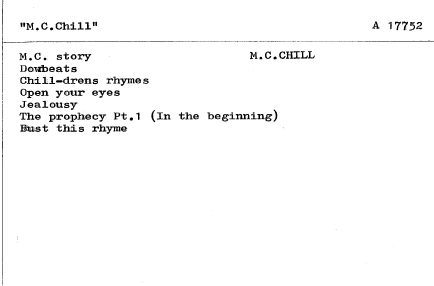 "M.C.Chill" A 17752
M.C. story M.C.CHILL
Dowbeats
Chill-drens rhymes
Open your eyes
Jealousy
The prophecy Pt.1 (In the beginning)
Bust this rhyme